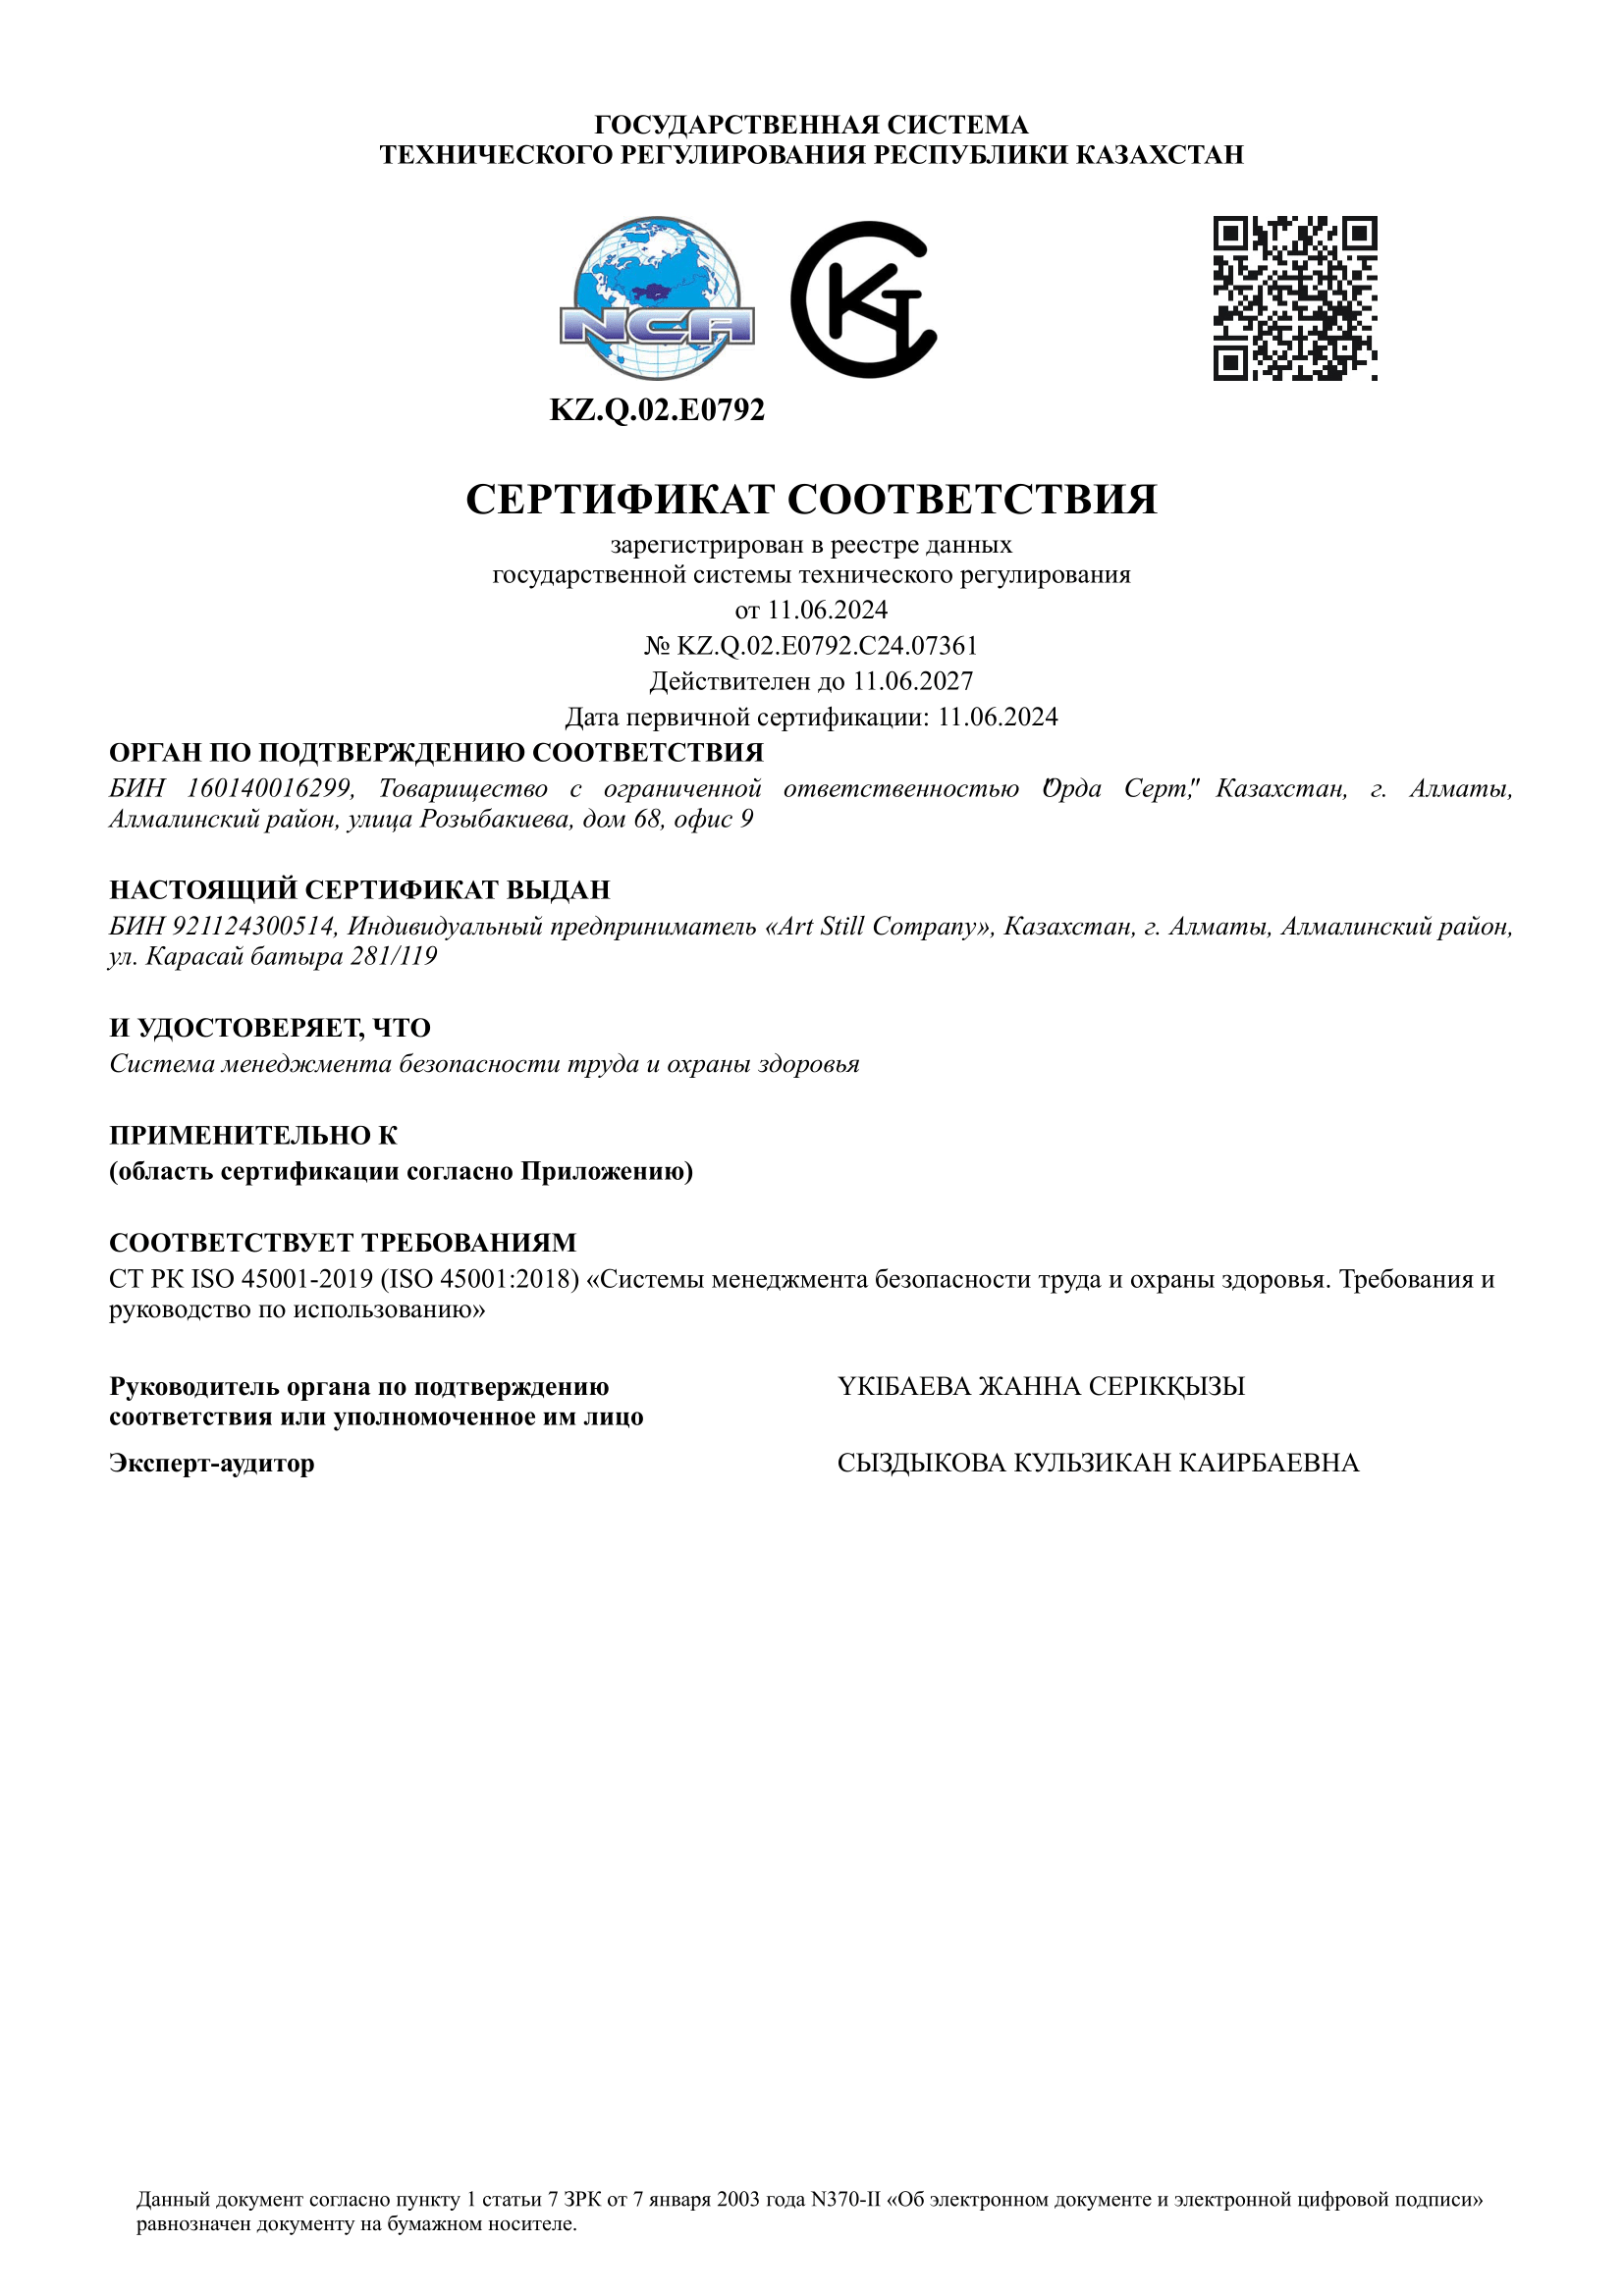 ГОСУДАРСТВЕННАЯ СИСТЕМА
ТЕХНИЧЕСКОГО РЕГУЛИРОВАНИЯ РЕСПУБЛИКИ КАЗАХСТАН
NCA
KT
KZ.Q.02.E0792
СЕРТИФИКАТ СООТВЕТСТВИЯ
зарегистрирован в реестре данных
государственной системы технического регулирования
от 11.06.2024
№ KZ.Q.02.E0792.C24.07361
Действителен до 11.06.2027
Дата первичной сертификации: 11.06.2024
ОРГАН ПО ПОДТВЕРЖДЕНИЮ СООТВЕТСТВИЯ
БИН 160140016299, Товарищество с ограниченной ответственностью "Орда Серт", Казахстан, г. Алматы,
Алмалинский район, улица Розыбакиева, дом 68, офис 9
НАСТОЯЩИЙ СЕРТИФИКАТ ВЫДАН
БИН 921124300514, Индивидуальный предприниматель «Art Still Company», Казахстан, г. Алматы, Алмалинский район,
ул. Карасай батыра 281/119
И УДОСТОВЕРЯЕТ, ЧТО
Система менеджмента безопасности труда и охраны здоровья
ПРИМЕНИТЕЛЬНО К
(область сертификации согласно Приложению)
СООТВЕТСТВУЕТ ТРЕБОВАНИЯМ
СТ РК ISO 45001-2019 (ISO 45001:2018) «Системы менеджмента безопасности труда и охраны здоровья. Требования и
руководство по использованию»
Руководитель органа по подтверждению ҮКІБАЕВА ЖАННА СЕРІКҚЫЗЫ
соответствия или уполномоченное им лицо
Эксперт-аудитор СЫЗДЫКОВА КУЛЬЗИКАН КАИРБАЕВНА
Данный документ согласно пункту 1 статьи 7 ЗРК от 7 января 2003 года N370-II «Об электронном документе и электронной цифровой подписи»
равнозначен документу на бумажном носителе.